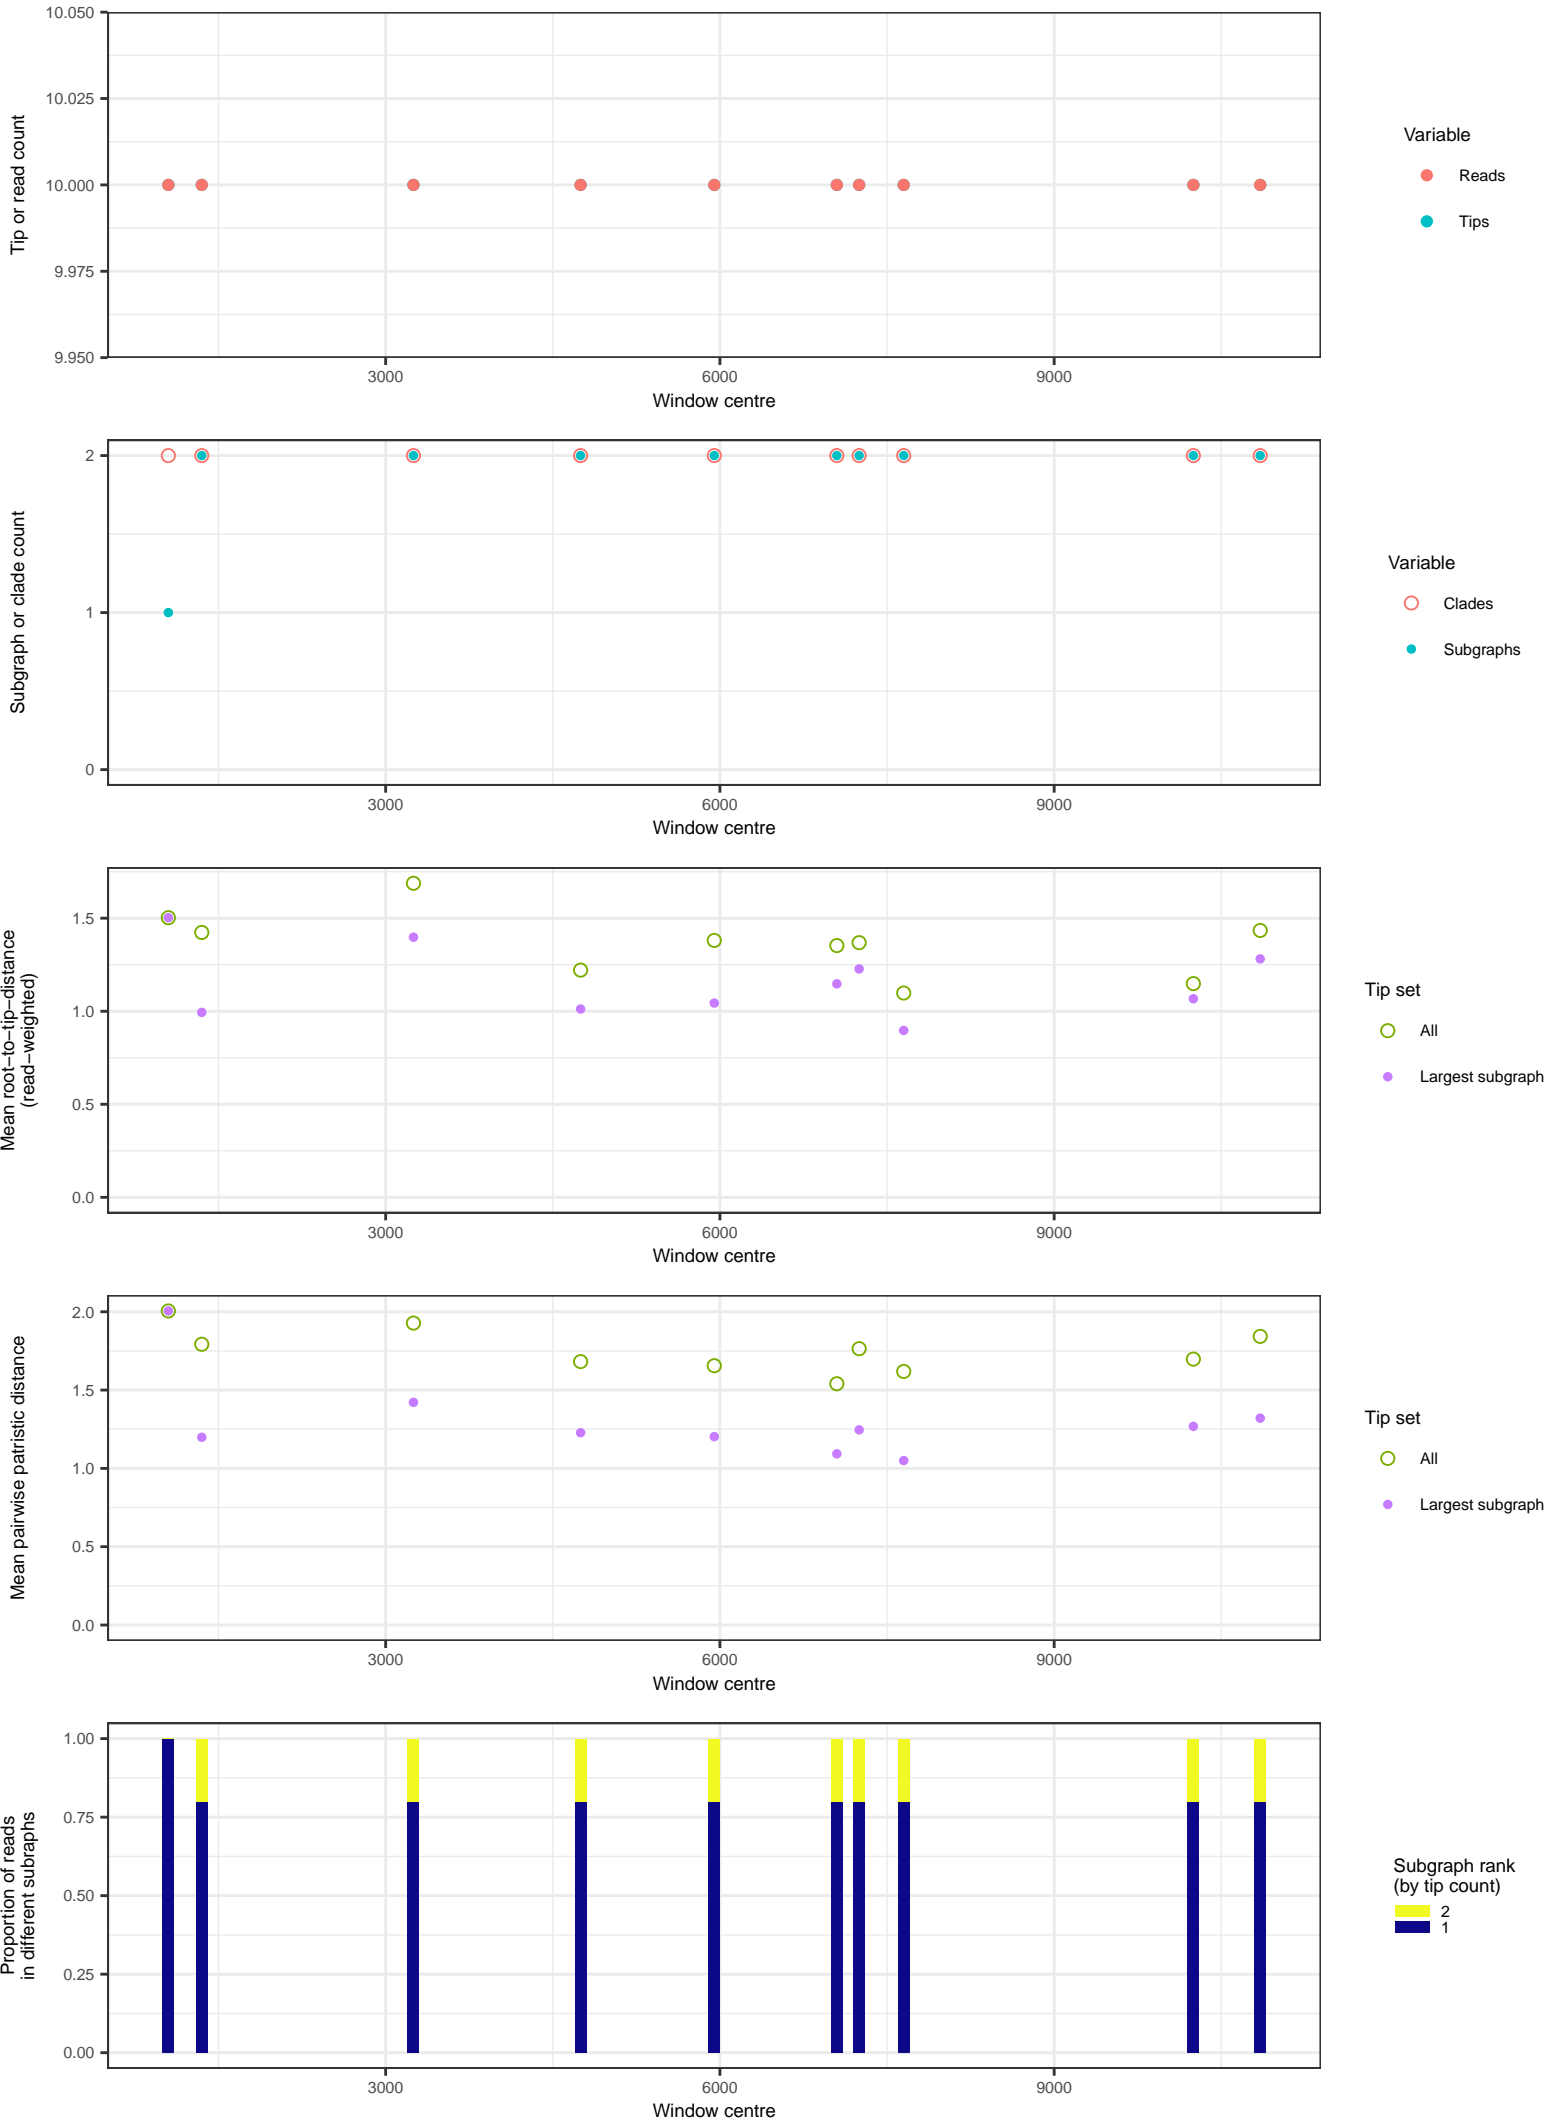 10.050
10.025
10.000
9.975
9.950
Tip or read count
3000 6000 9000
Window centre
Variable
Reads
Tips
2
1
0
Subgraph or clade count
3000 6000 9000
Window centre
Variable
Clades
Subgraphs
1.5
1.0
0.5
0.0
Mean root−to−tip−distance
(read−weighted)
3000 6000 9000
Window centre
Tip set
All
Largest subgraph
2.0
1.5
1.0
0.5
0.0
Mean pairwise patristic distance
3000 6000 9000
Window centre
Tip set
All
Largest subgraph
1.00
0.75
0.50
0.25
0.00
Proportion of reads
in different subraphs
3000 6000 9000
Window centre
Subgraph rank
(by tip count)
2
1